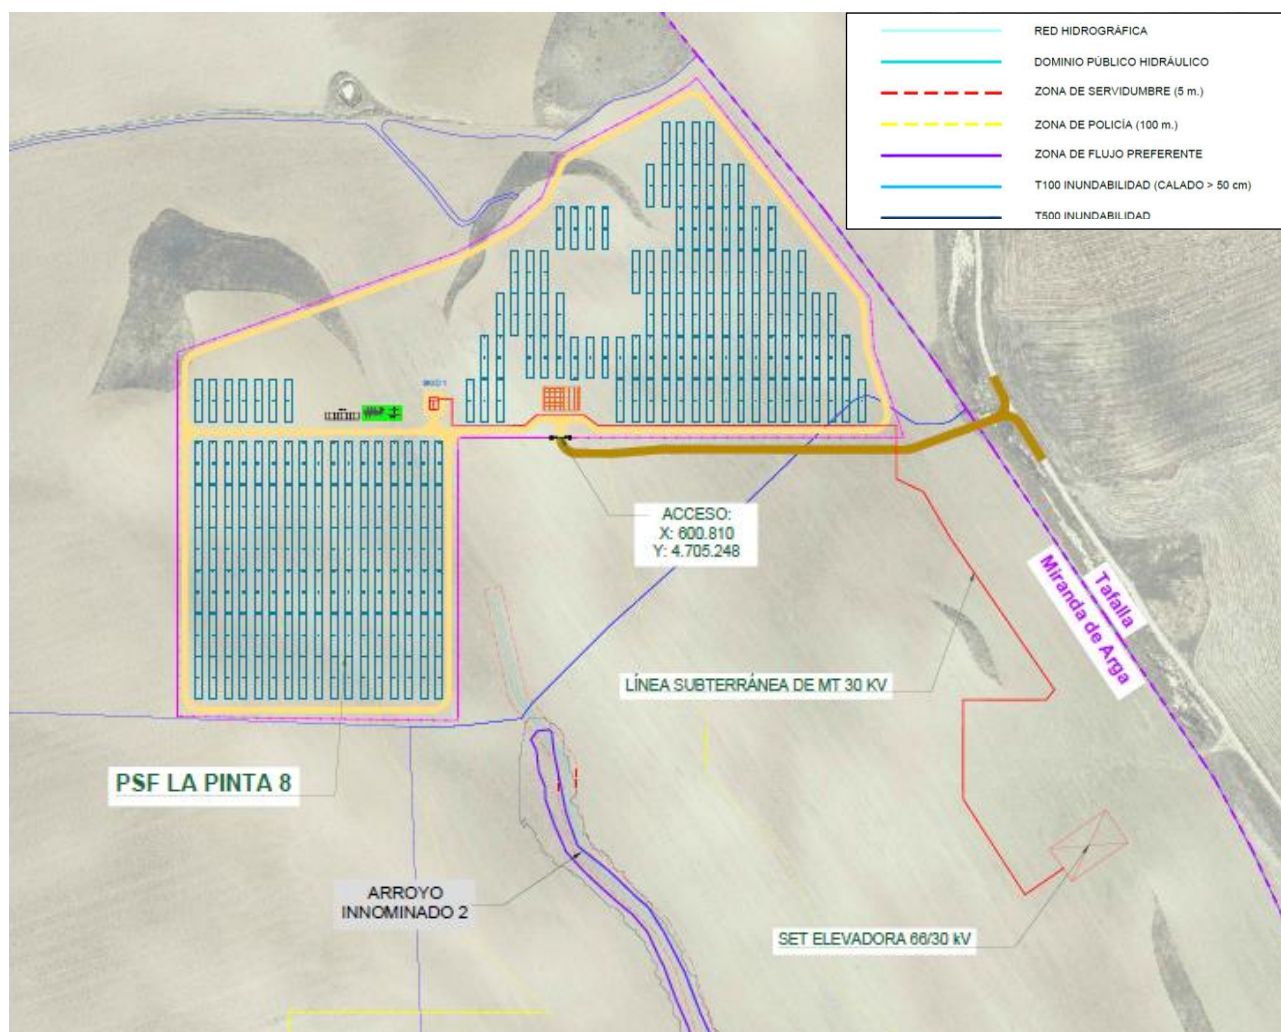 RED HIDROGRÁFICA
DOMINIO PÚBLICO HIDRÁULICO
ZONA DE SERVIDUMBRE (5 m.)
ZONA DE POLICÍA (100 m.)
ZONA DE FLUJO PREFERENTE
T100 INUNDABILIDAD (CALADO > 50 cm)
T500 INUNDABILIDAD
ACCESO:
X: 600.810
Y: 4.705.248
Tafalla
Miranda de Arga
LÍNEA SUBTERRÁNEA DE MT 30 KV
PSF LA PINTA 8
ARROYO
INNOMINADO 2
SET ELEVADORA 66/30 kV